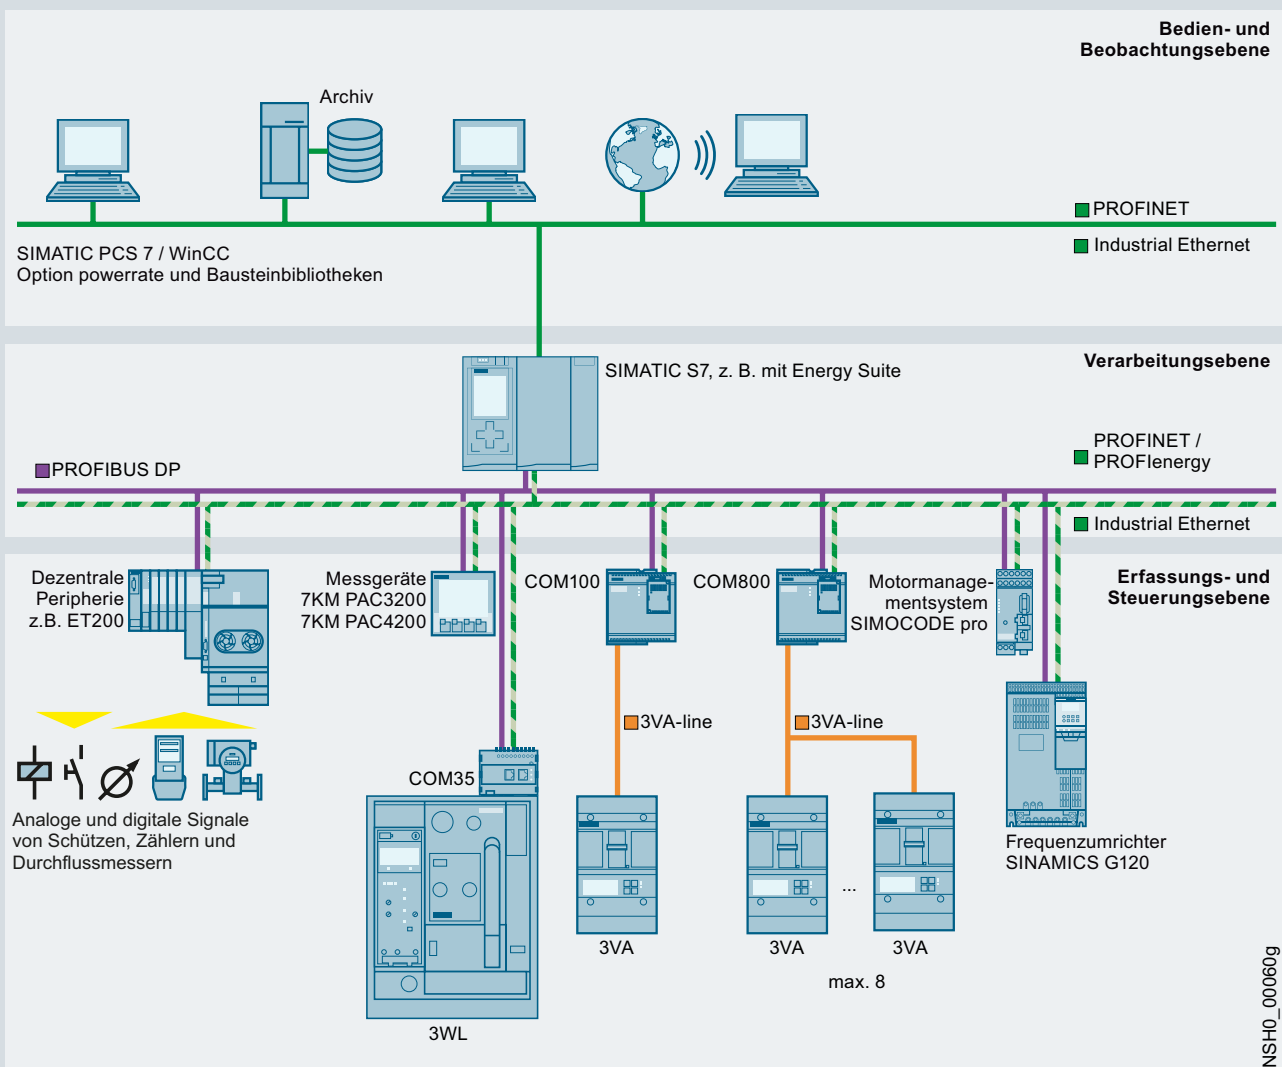 Bedien- und
Beobachtungsebene
Archiv
PROFINET
Industrial Ethernet
SIMATIC PCS 7 / WinCC
Option powerrate und Bausteinbibliotheken
SIMATIC S7, z. B. mit Energy Suite
Verarbeitungsebene
PROFIBUS DP
PROFINET /
PROFIenergy
Industrial Ethernet
Dezentrale
Peripherie
z.B. ET200
Messgeräte
7KM PAC3200
7KM PAC4200
COM100
COM800
Motormanage-
mentsystem
SIMOCODE pro
Erfassungs- und
Steuerungsebene
3VA-line
3VA-line
COM35
Analoge und digitale Signale
von Schützen, Zählern und
Durchflussmessern
Frequenzumrichter
SINAMICS G120
...
3VA
3VA
3VA
max. 8
3WL
NSH0_00060g